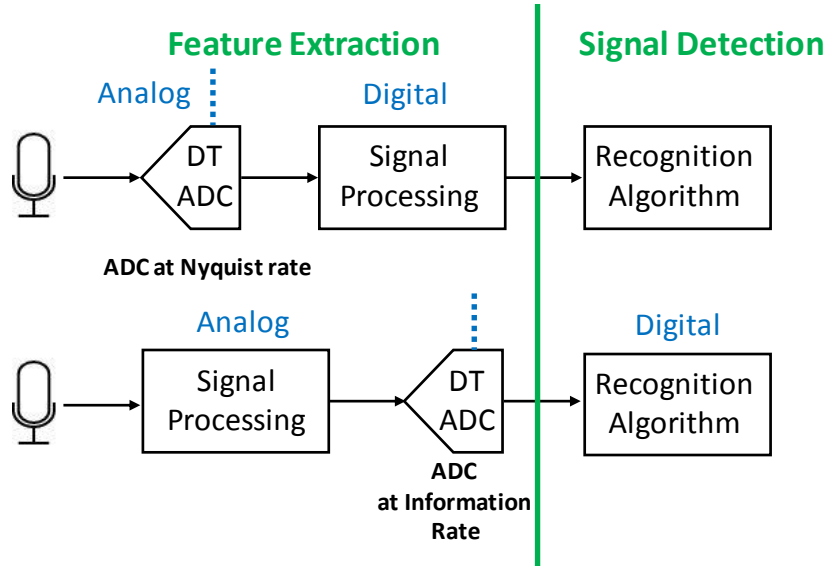 Feature Extraction
Signal Detection
Analog
Digital
DT
ADC
Signal
Processing
Recognition
Algorithm
ADC at Nyquist rate
Analog
Digital
Signal
Processing
DT
ADC
Recognition
Algorithm
ADC
at Information
Rate